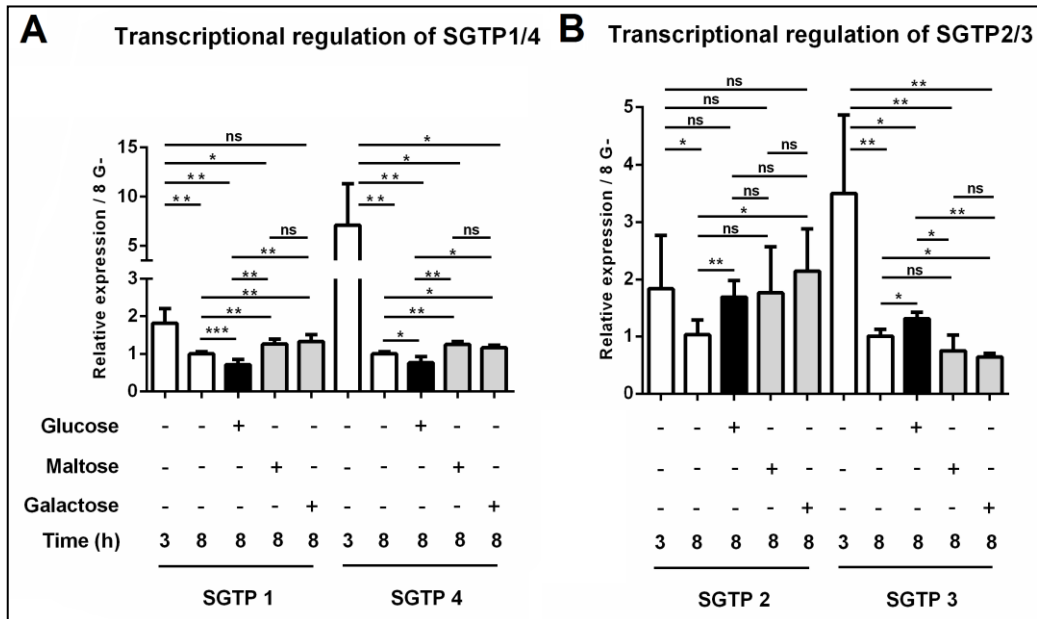 A Transcriptional regulation of SGTP1/4
Relative expression / 8 G-
15
10
5
3
2
1
0
ns
*
**
**
**
**
**
**
***
ns
*
*
**
**
ns
*
**
*
**
*
ns
Glucose - - + - - - - + - -
Maltose - - - + - - - - + -
Galactose - - - - + - - - - +
Time (h) 3 8 8 8 8 3 8 8 8 8
SGTP 1 SGTP 4
B Transcriptional regulation of SGTP2/3
Relative expression / 8 G-
5
4
3
2
1
0
ns
ns
ns
*
ns
ns
ns
*
ns
**
**
**
*
**
ns
**
*
*
ns
*
- - + - - - - + - -
- - - + - - - - + -
- - - - + - - - - +
3 8 8 8 8 3 8 8 8 8
SGTP 2 SGTP 3